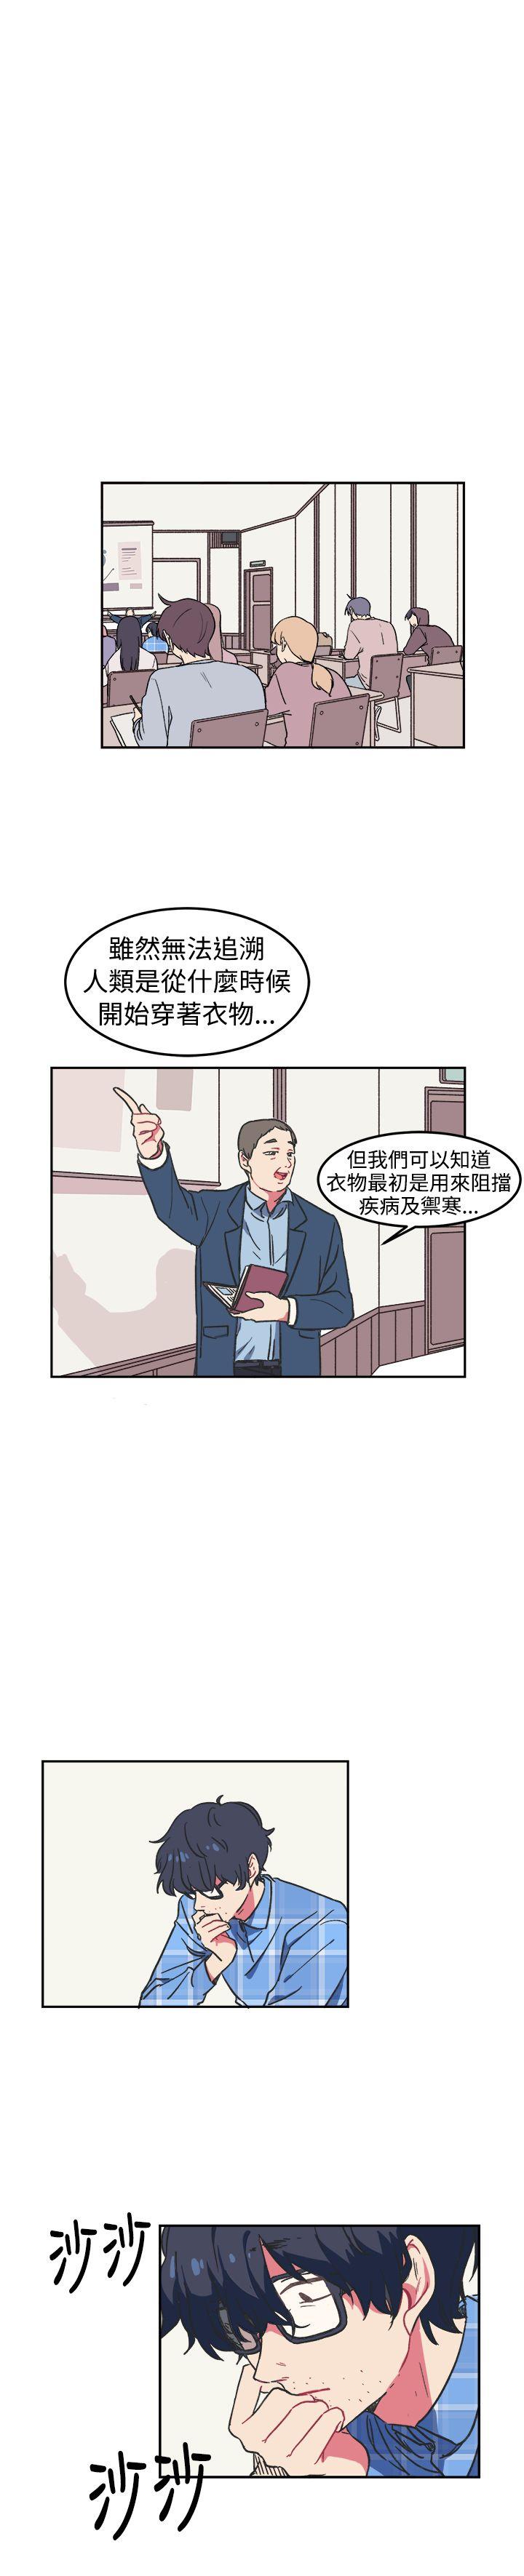 雖然無法追溯
人類是從什麼時候
開始穿著衣物...
但我們可以知道
衣物最初是用來阻擋
疾病及禦寒...
沙沙
沙沙